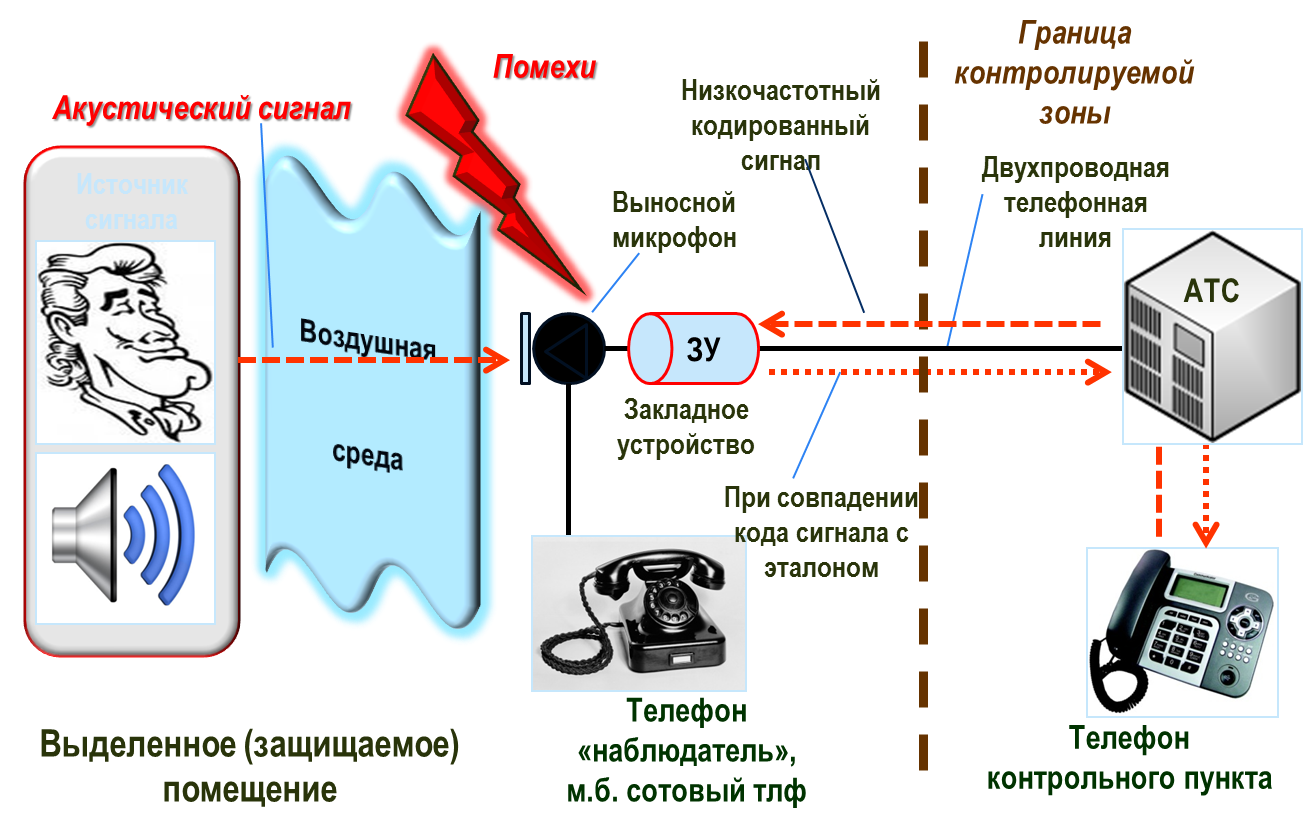 Акустический сигнал
Помехи
Низкочастотный
кодированный
сигнал
Граница
контролируемой
зоны
Двухпроводная
телефонная
линия
Источник
сигнала
Выносной
микрофон
Воздушная
среда
ЗУ
АТС
Закладное
устройство
При совпадении
кода сигнала с
эталоном
Выделенное (защищаемое)
помещение
Телефон
«наблюдатель»,
м.б. сотовый тлф
Телефон
контрольного пункта